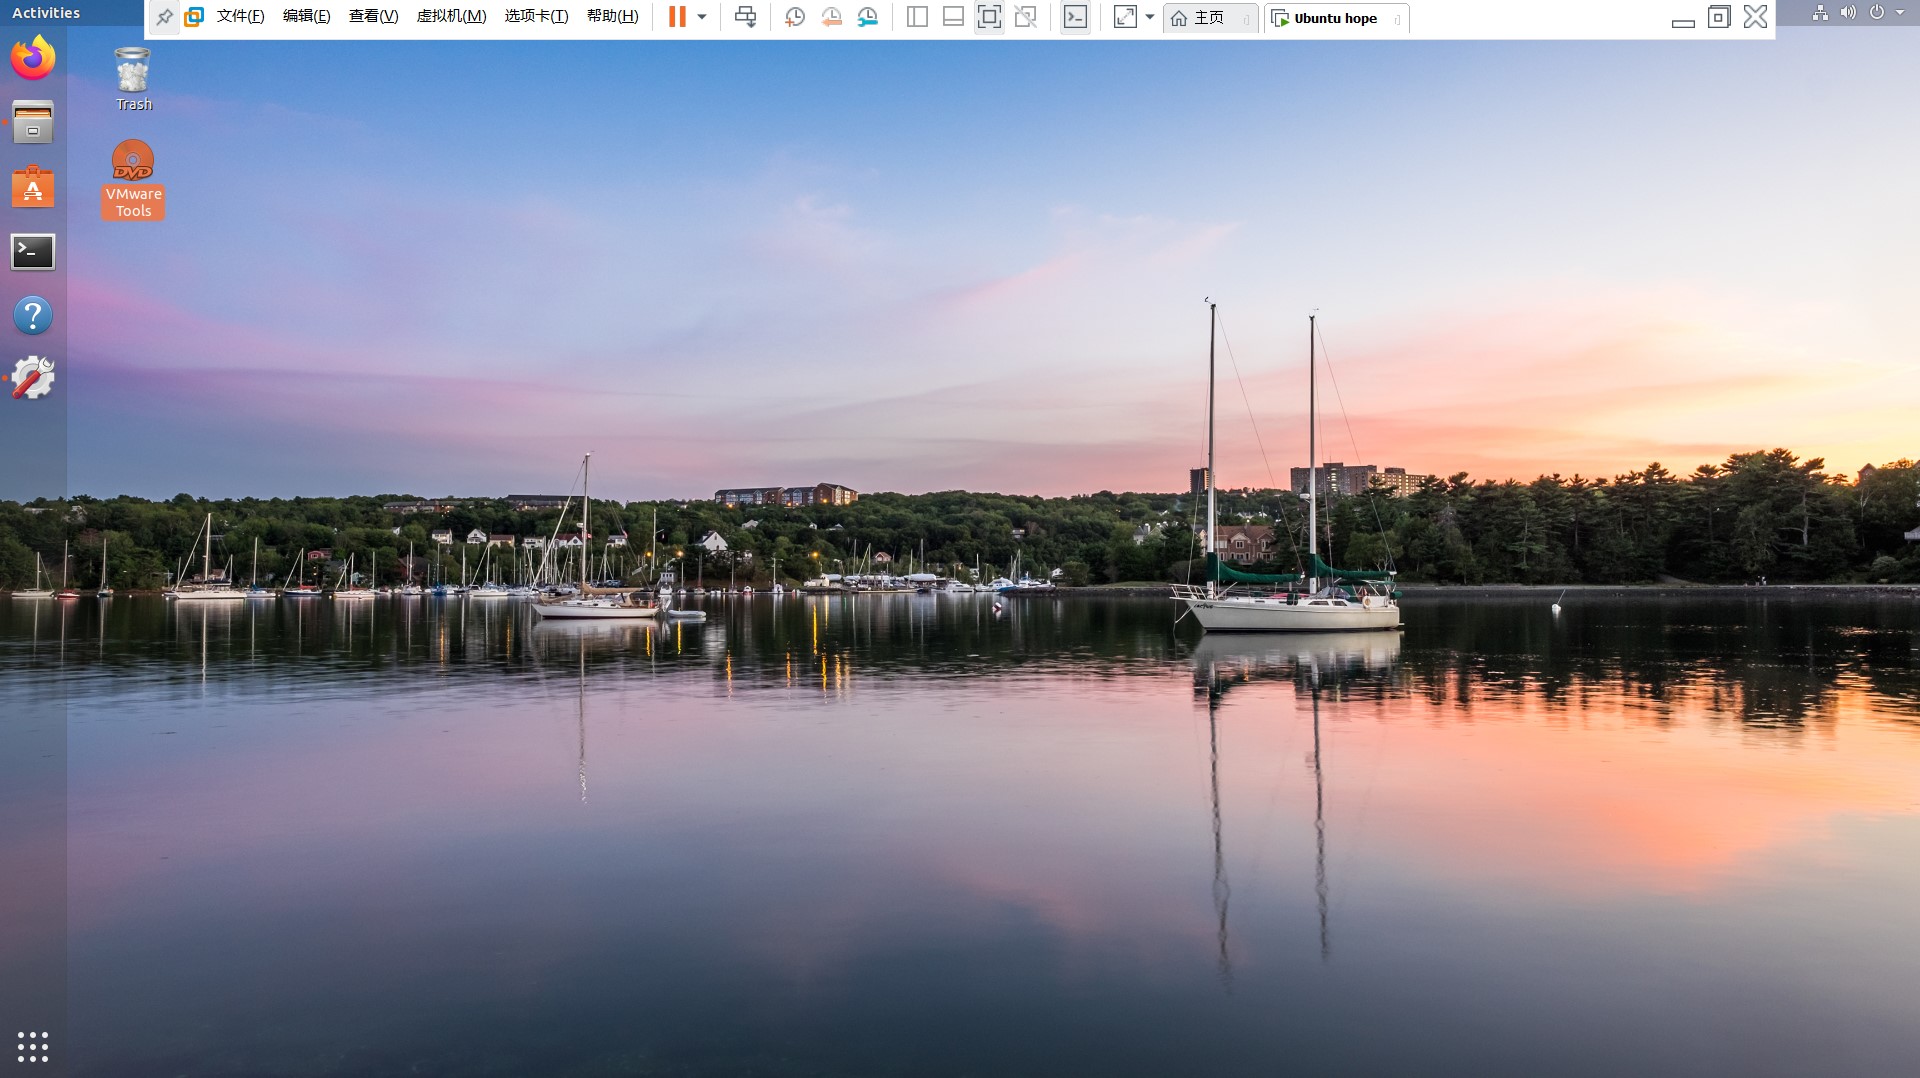 Activities
文件(F) 编辑(E) 查看(V) 虚拟机(M) 选项卡(T) 帮助(H) 主页 Ubuntu hope
Trash
DVD
VMware
Tools